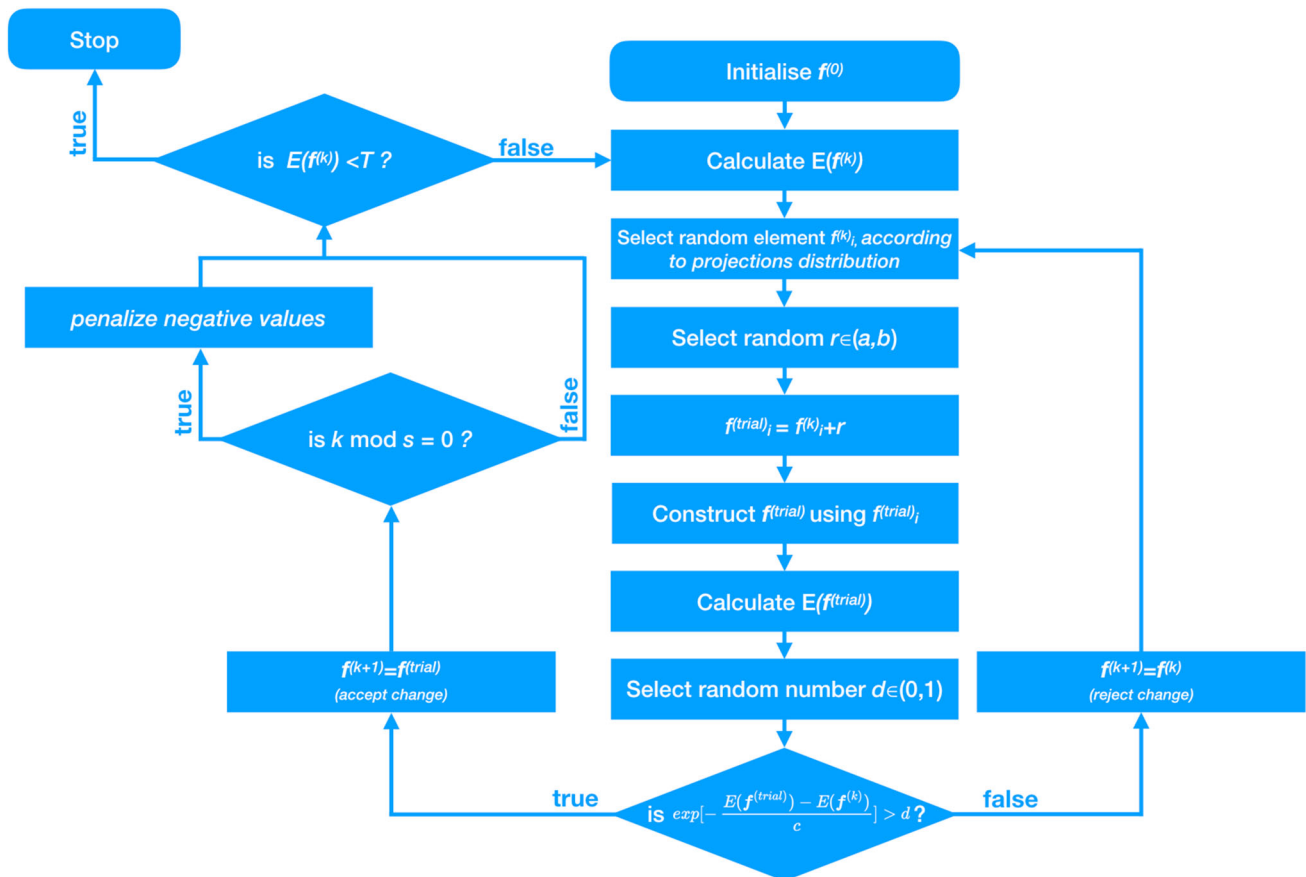 Stop
Initialise f⁽⁰⁾
true
is E(f⁽ᵏ⁾) <T ?
false
Calculate E(f⁽ᵏ⁾)
Select random element f⁽ᵏ⁾ᵢ, according
to projections distribution
penalize negative values
Select random r∈(a,b)
true
is k mod s = 0 ?
false
f⁽ᵗʳⁱᵃˡ⁾ᵢ = f⁽ᵏ⁾ᵢ+r
Construct f⁽ᵗʳⁱᵃˡ⁾ using f⁽ᵗʳⁱᵃˡ⁾ᵢ
Calculate E(f⁽ᵗʳⁱᵃˡ⁾)
f⁽ᵏ⁺¹⁾=f⁽ᵗʳⁱᵃˡ⁾
(accept change)
Select random number d∈(0,1)
f⁽ᵏ⁺¹⁾=f⁽ᵏ⁾
(reject change)
true
is exp[-(E(f⁽ᵗʳⁱᵃˡ⁾) − E(f⁽ᵏ⁾))/c] > d ?
false